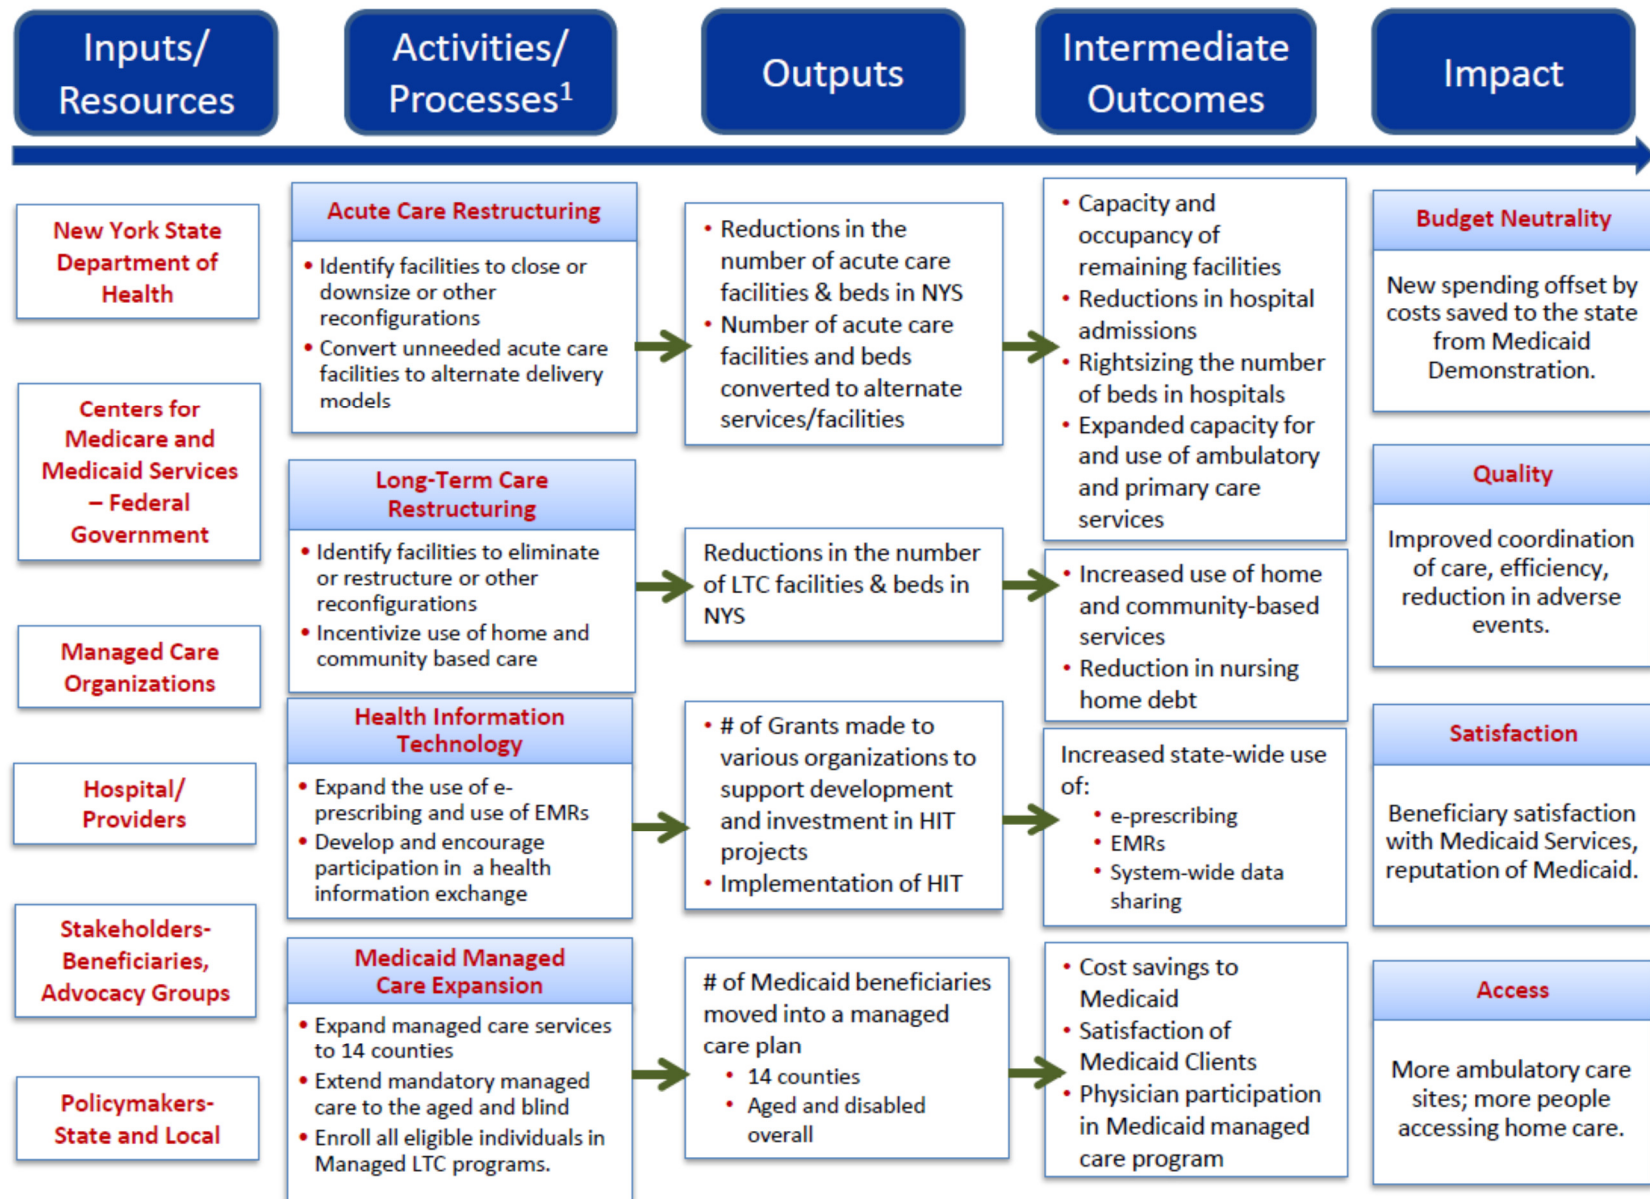 Inputs/
Resources
Activities/
Processes¹
Outputs
Intermediate
Outcomes
Impact
New York State
Department of
Health
Centers for
Medicare and
Medicaid Services
– Federal
Government
Managed Care
Organizations
Hospital/
Providers
Stakeholders-
Beneficiaries,
Advocacy Groups
Policymakers-
State and Local
Acute Care Restructuring
• Identify facilities to close or
downsize or other
reconfigurations
• Convert unneeded acute care
facilities to alternate delivery
models
Long-Term Care
Restructuring
• Identify facilities to eliminate
or restructure or other
reconfigurations
• Incentivize use of home and
community based care
Health Information
Technology
• Expand the use of e-
prescribing and use of EMRs
• Develop and encourage
participation in a health
information exchange
Medicaid Managed
Care Expansion
• Expand managed care services
to 14 counties
• Extend mandatory managed
care to the aged and blind
• Enroll all eligible individuals in
Managed LTC programs.
• Reductions in the
number of acute care
facilities & beds in NYS
• Number of acute care
facilities and beds
converted to alternate
services/facilities
Reductions in the number
of LTC facilities & beds in
NYS
• # of Grants made to
various organizations to
support development
and investment in HIT
projects
• Implementation of HIT
# of Medicaid beneficiaries
moved into a managed
care plan
• 14 counties
• Aged and disabled
overall
• Capacity and
occupancy of
remaining facilities
• Reductions in hospital
admissions
• Rightsizing the number
of beds in hospitals
• Expanded capacity for
and use of ambulatory
and primary care
services
• Increased use of home
and community-based
services
• Reduction in nursing
home debt
Increased state-wide use
of:
• e-prescribing
• EMRs
• System-wide data
sharing
• Cost savings to
Medicaid
• Satisfaction of
Medicaid Clients
• Physician participation
in Medicaid managed
care program
Budget Neutrality
New spending offset by
costs saved to the state
from Medicaid
Demonstration.
Quality
Improved coordination
of care, efficiency,
reduction in adverse
events.
Satisfaction
Beneficiary satisfaction
with Medicaid Services,
reputation of Medicaid.
Access
More ambulatory care
sites; more people
accessing home care.